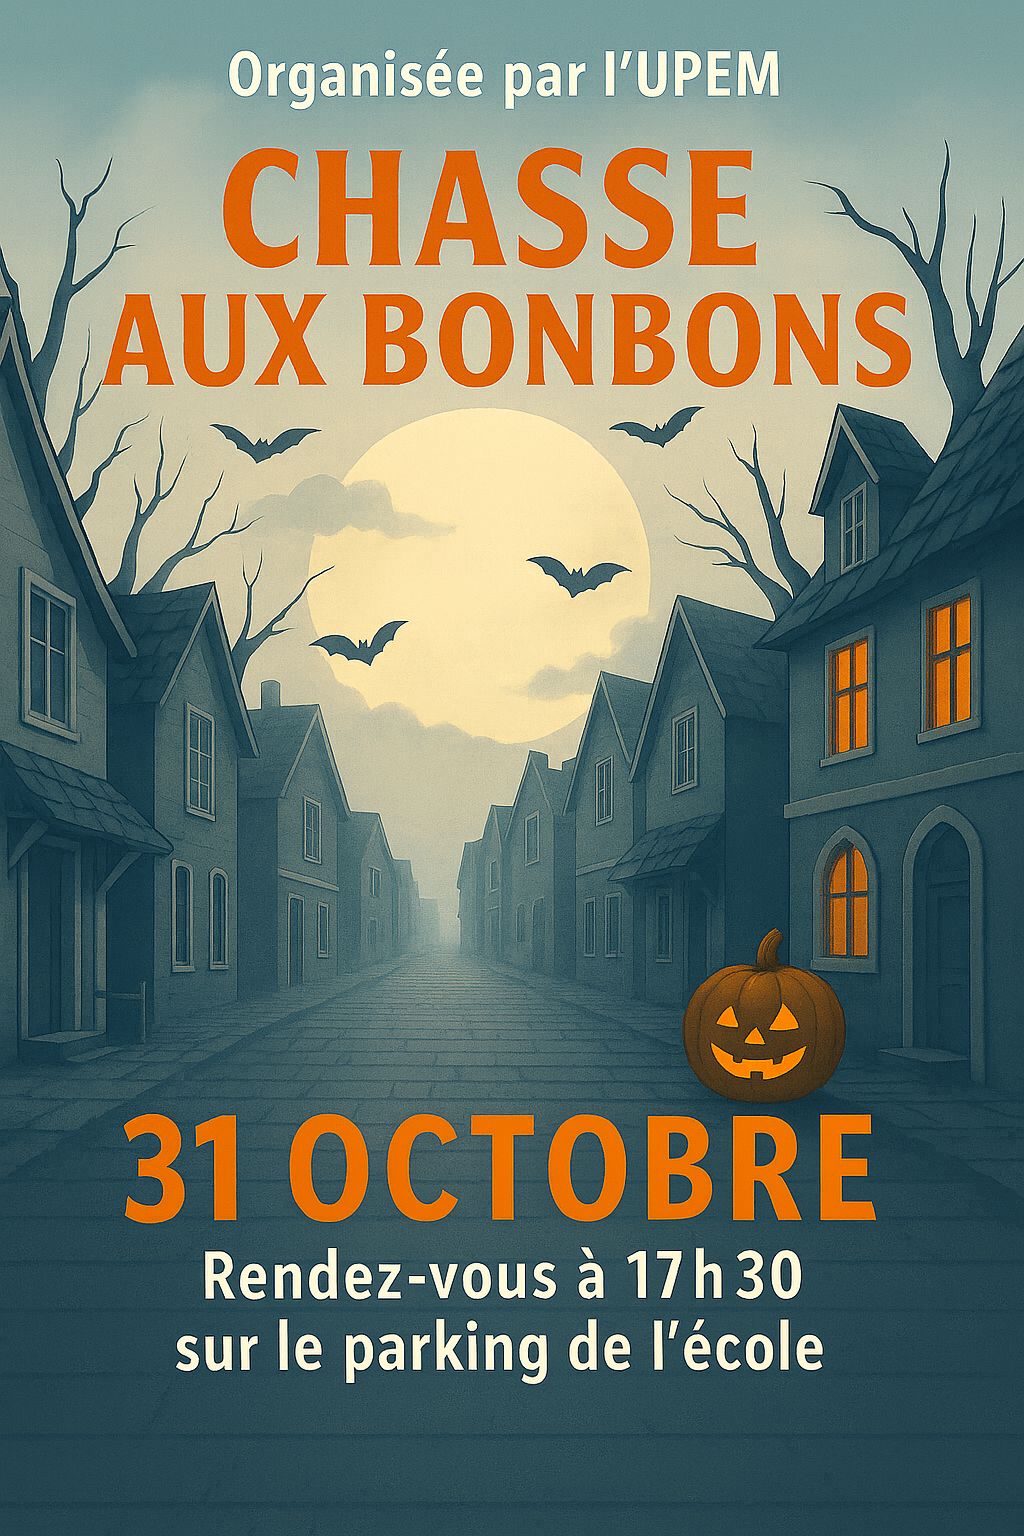 Organisée par l'UPEM
CHASSE
AUX BONBONS
31 OCTOBRE
Rendez-vous à 17h30
sur le parking de l'école